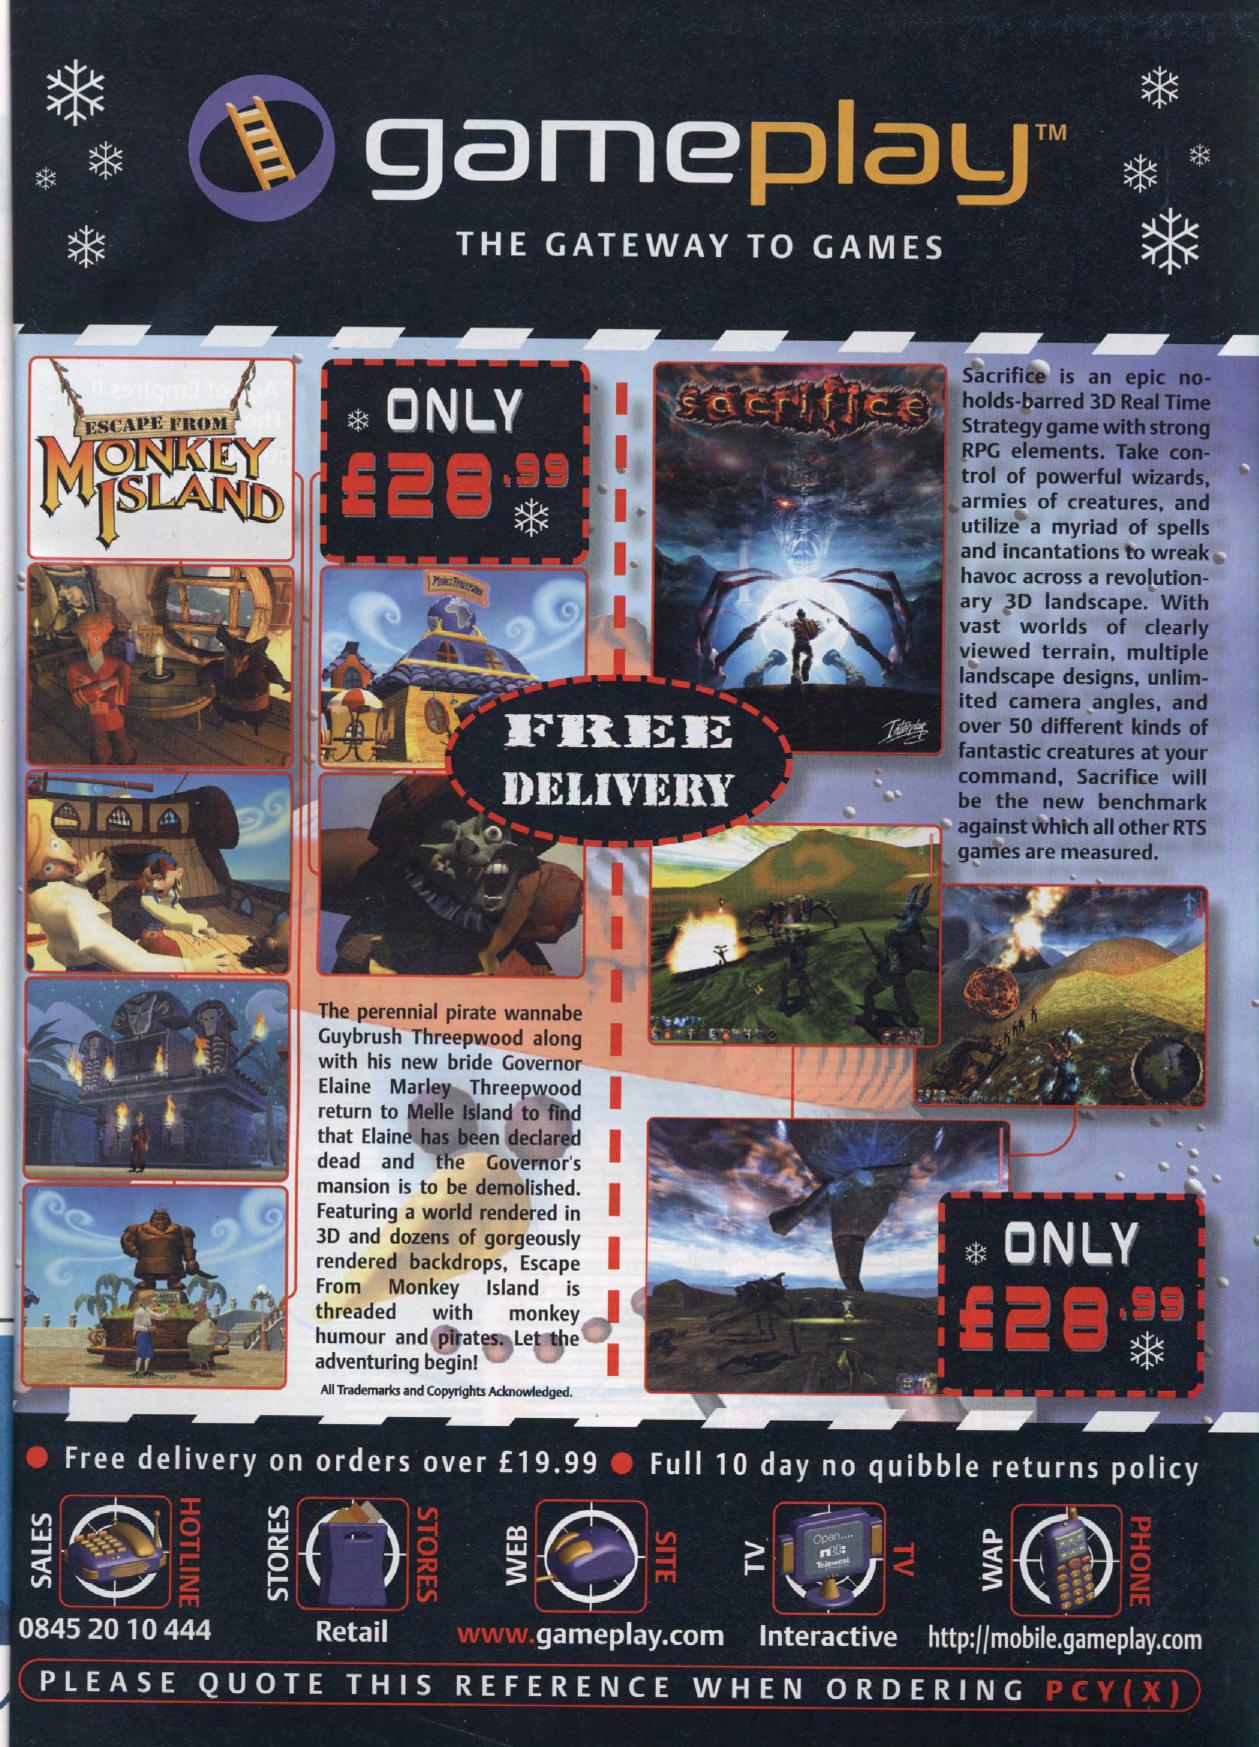 gameplay™
THE GATEWAY TO GAMES
ESCAPE FROM
MONKEY
ISLAND
ONLY
£28.99
PLANET THREEPWOOD
FREE
DELIVERY
The perennial pirate wannabe
Guybrush Threepwood along
with his new bride Governor
Elaine Marley Threepwood
return to Melle Island to find
that Elaine has been declared
dead and the Governor's
mansion is to be demolished.
Featuring a world rendered in
3D and dozens of gorgeously
rendered backdrops, Escape
From Monkey Island is
threaded with monkey
humour and pirates. Let the
adventuring begin!
All Trademarks and Copyrights Acknowledged.
sacrifice
Interplay
Sacrifice is an epic no-
holds-barred 3D Real Time
Strategy game with strong
RPG elements. Take con-
trol of powerful wizards,
armies of creatures, and
utilize a myriad of spells
and incantations to wreak
havoc across a revolution-
ary 3D landscape. With
vast worlds of clearly
viewed terrain, multiple
landscape designs, unlim-
ited camera angles, and
over 50 different kinds of
fantastic creatures at your
command, Sacrifice will
be the new benchmark
against which all other RTS
games are measured.
ONLY
£28.99
Free delivery on orders over £19.99 Full 10 day no quibble returns policy
SALES HOTLINE
0845 20 10 444
STORES STORES
Retail
WEB SITE
www.gameplay.com
TV TV
Open....
ntl:
Telewest
Interactive
WAP PHONE
http://mobile.gameplay.com
PLEASE QUOTE THIS REFERENCE WHEN ORDERING PCY(X)